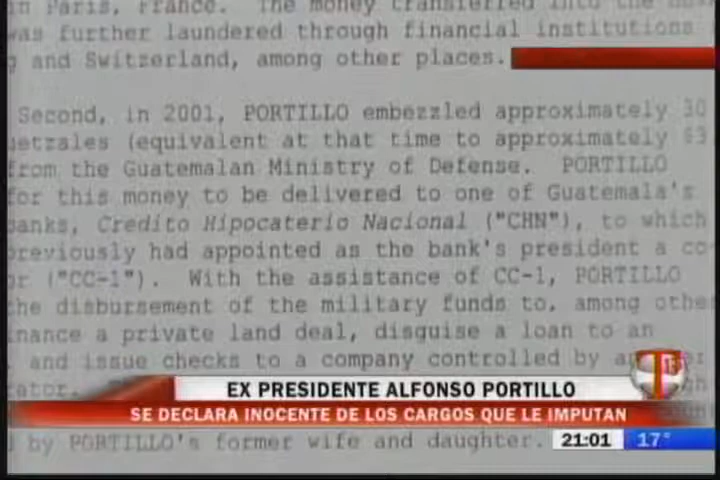 in Paris, France. The money transferred into the
was further laundered through financial institutions
g and Switzerland, among other places.
Second, in 2001, PORTILLO embezzled approximately 30
uetzales (equivalent at that time to approximately $3
from the Guatemalan Ministry of Defense. PORTILLO
for this money to be delivered to one of Guatemala's
banks, Credito Hipocaterio Nacional ("CHN"), to which
previously had appointed as the bank's president a co-
or ("CC-1"). With the assistance of CC-1, PORTILLO
the disbursement of the military funds to, among other
inance a private land deal, disguise a loan to an
, and issue checks to a company controlled by
rator.
EX PRESIDENTE ALFONSO PORTILLO
T13
SE DECLARA INOCENTE DE LOS CARGOS QUE LE IMPUTAN
d by PORTILLO's former wife and daughter.
21:01 17°